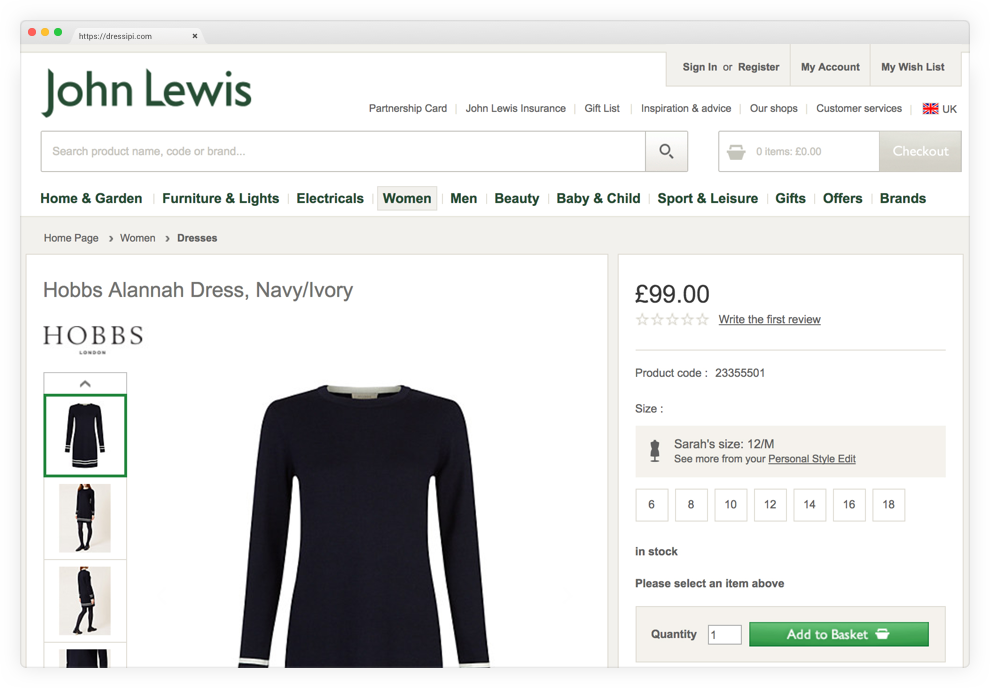 https://dressipi.com ×
Sign In or Register My Account My Wish List
John Lewis
Partnership Card John Lewis Insurance Gift List Inspiration & advice Our shops Customer services UK
Search product name, code or brand...
0 items: £0.00 Checkout
Home & Garden Furniture & Lights Electricals Women Men Beauty Baby & Child Sport & Leisure Gifts Offers Brands
Home Page › Women › Dresses
Hobbs Alannah Dress, Navy/Ivory
HOBBS
LONDON
£99.00
Write the first review
Product code : 23355501
Size :
Sarah's size: 12/M
See more from your Personal Style Edit
6 8 10 12 14 16 18
in stock
Please select an item above
Quantity 1 Add to Basket